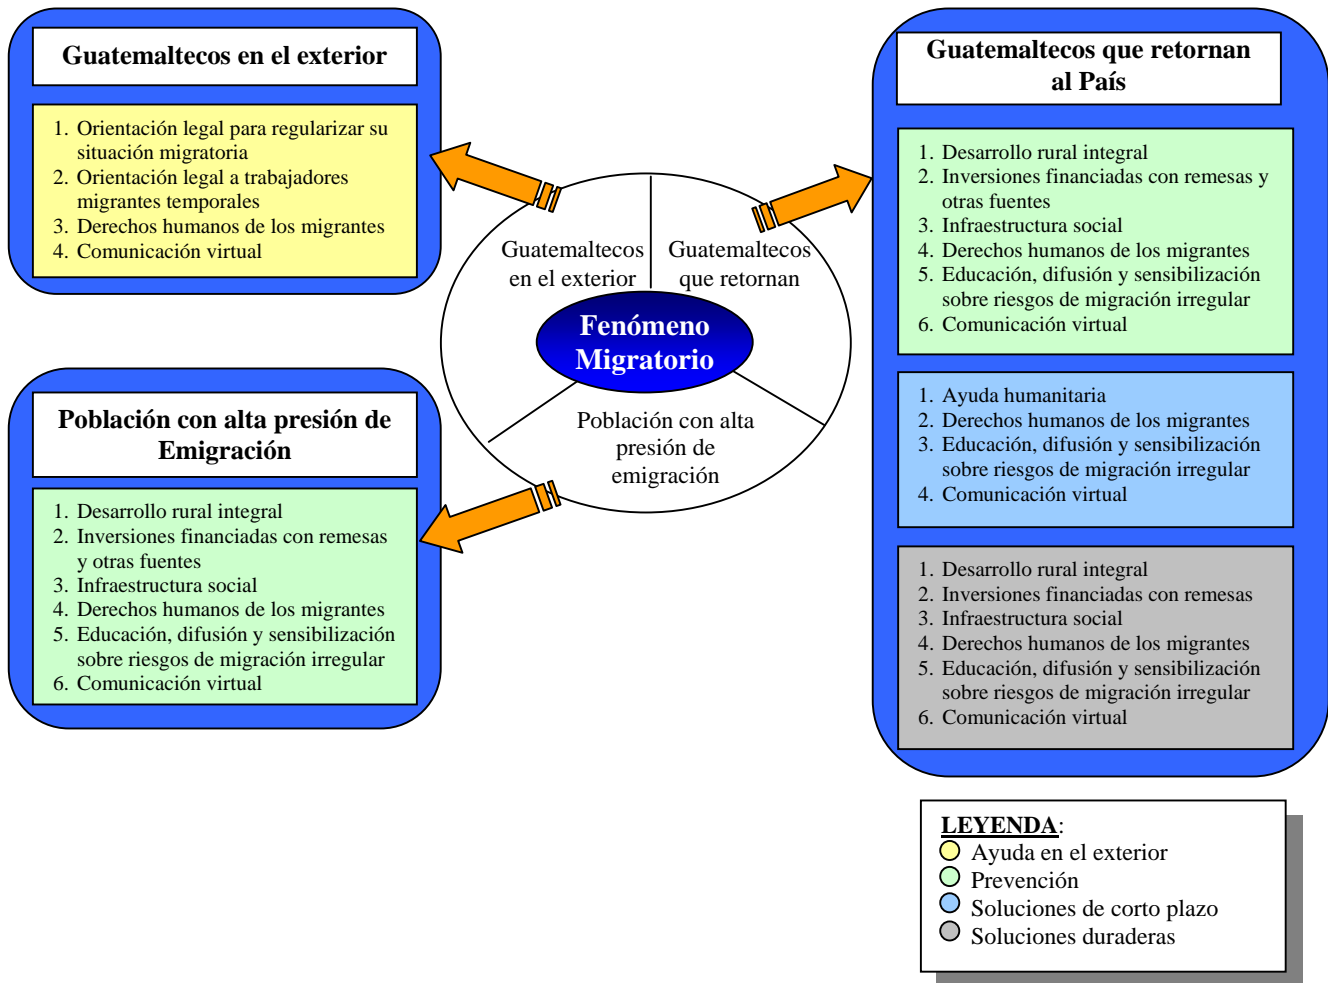 Guatemaltecos en el exterior
1. Orientación legal para regularizar su
situación migratoria
2. Orientación legal a trabajadores
migrantes temporales
3. Derechos humanos de los migrantes
4. Comunicación virtual
Población con alta presión de
Emigración
1. Desarrollo rural integral
2. Inversiones financiadas con remesas
y otras fuentes
3. Infraestructura social
4. Derechos humanos de los migrantes
5. Educación, difusión y sensibilización
sobre riesgos de migración irregular
6. Comunicación virtual
Guatemaltecos
en el exterior
Guatemaltecos
que retornan
Fenómeno
Migratorio
Población con alta
presión de
emigración
Guatemaltecos que retornan
al País
1. Desarrollo rural integral
2. Inversiones financiadas con remesas y
otras fuentes
3. Infraestructura social
4. Derechos humanos de los migrantes
5. Educación, difusión y sensibilización
sobre riesgos de migración irregular
6. Comunicación virtual
1. Ayuda humanitaria
2. Derechos humanos de los migrantes
3. Educación, difusión y sensibilización
sobre riesgos de migración irregular
4. Comunicación virtual
1. Desarrollo rural integral
2. Inversiones financiadas con remesas
3. Infraestructura social
4. Derechos humanos de los migrantes
5. Educación, difusión y sensibilización
sobre riesgos de migración irregular
6. Comunicación virtual
LEYENDA:
Ayuda en el exterior
Prevención
Soluciones de corto plazo
Soluciones duraderas